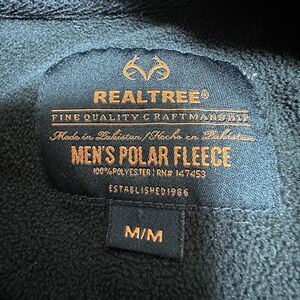 REALTREE®
FINE QUALITY CRAFTMANSHIP
Made in Pakistan / Hecho en Pakistan
MEN'S POLAR FLEECE
100% POLYESTER | RN# 147453
ESTABLISHED 1986
M/M